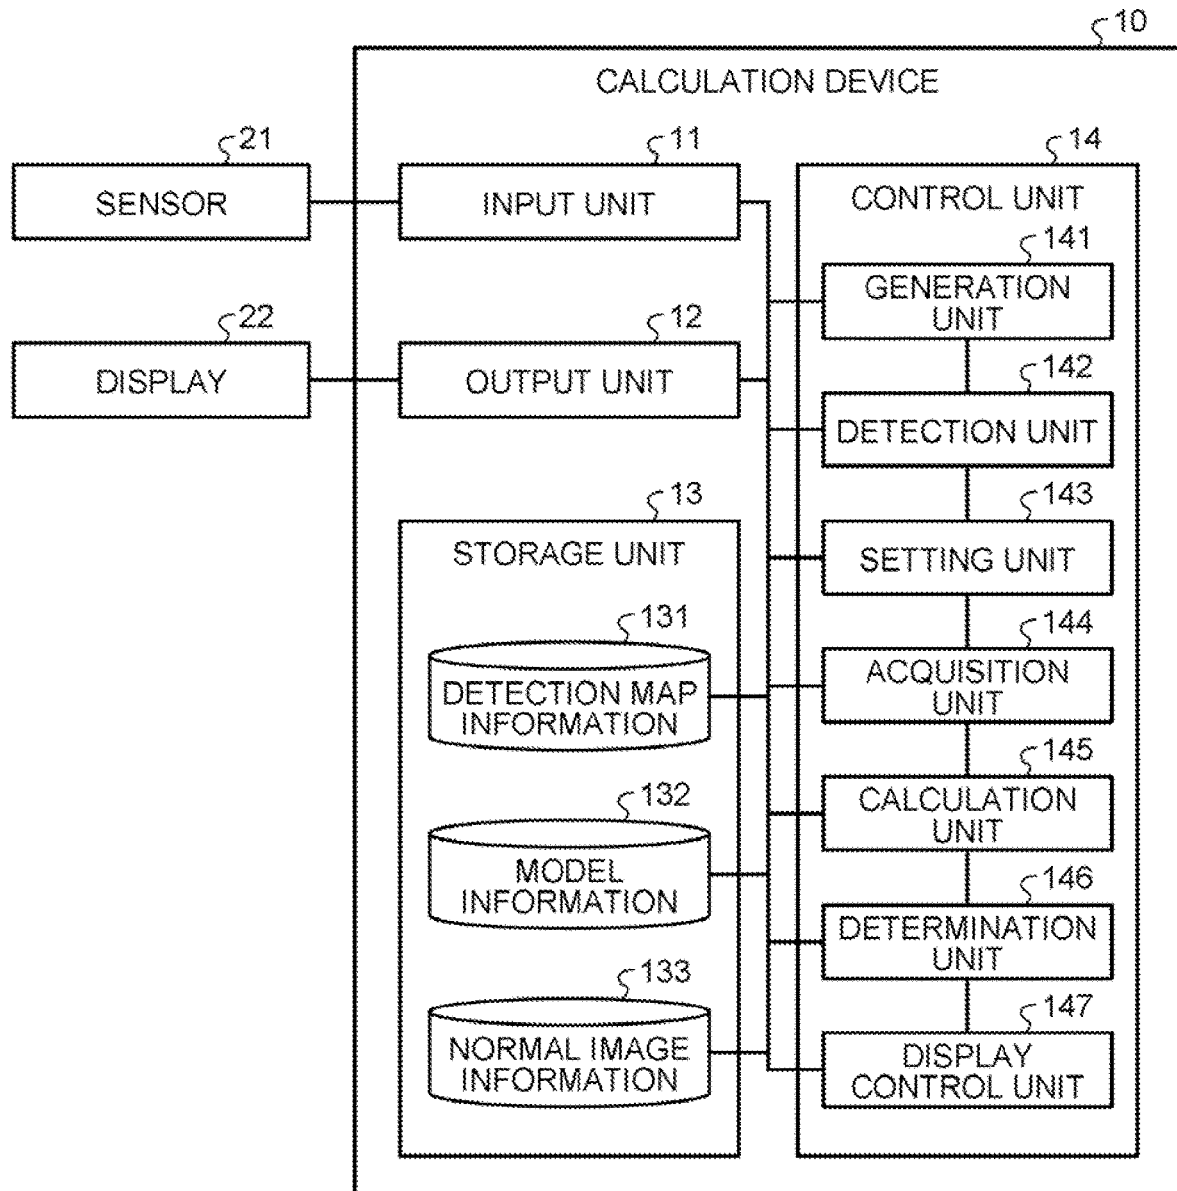 10
CALCULATION DEVICE
21
SENSOR
11
INPUT UNIT
14
CONTROL UNIT
141
GENERATION
UNIT
22
DISPLAY
12
OUTPUT UNIT
142
DETECTION UNIT
13
STORAGE UNIT
143
SETTING UNIT
131
DETECTION MAP
INFORMATION
144
ACQUISITION
UNIT
132
MODEL
INFORMATION
145
CALCULATION
UNIT
146
DETERMINATION
UNIT
133
NORMAL IMAGE
INFORMATION
147
DISPLAY
CONTROL UNIT